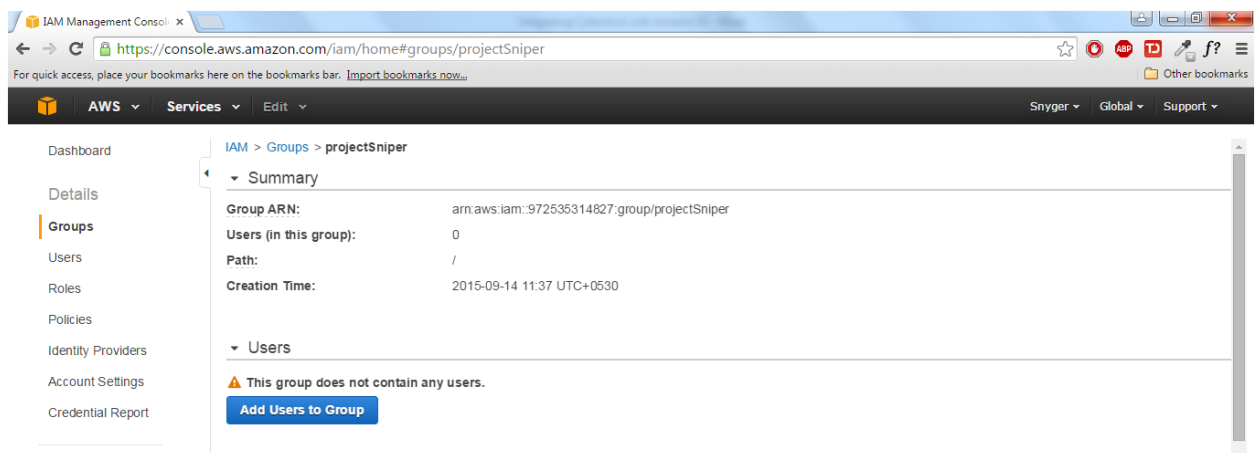 IAM Management Consol
https://console.aws.amazon.com/iam/home#groups/projectSniper
ABP
f?
For quick access, place your bookmarks here on the bookmarks bar. Import bookmarks now...
Other bookmarks
AWS Services Edit Snyger Global Support
Dashboard
Details
Groups
Users
Roles
Policies
Identity Providers
Account Settings
Credential Report
IAM > Groups > projectSniper
Summary
Group ARN: arn:aws:iam::972535314827:group/projectSniper
Users (in this group): 0
Path: /
Creation Time: 2015-09-14 11:37 UTC+0530
Users
This group does not contain any users.
Add Users to Group